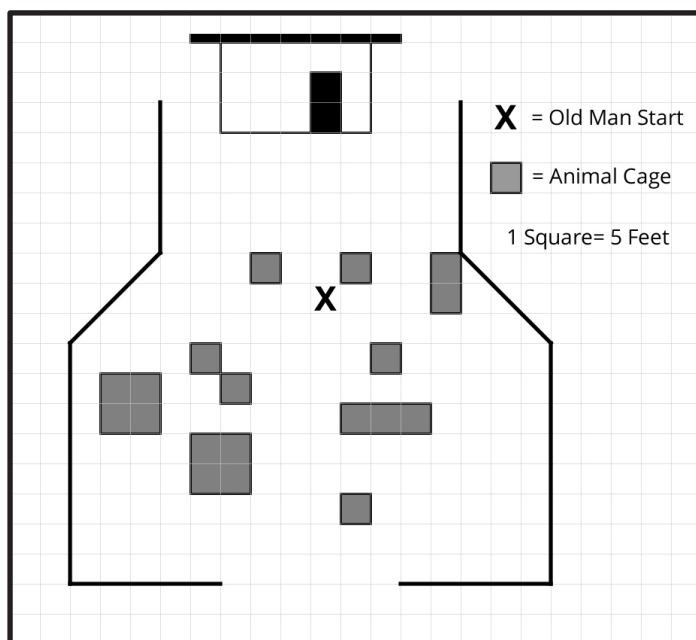 X = Old Man Start
= Animal Cage
1 Square= 5 Feet
X